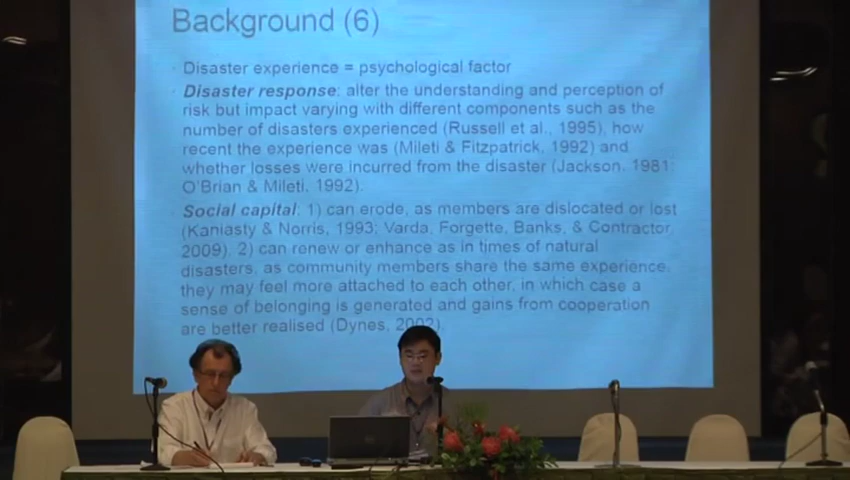 Background (6)
Disaster experience = psychological factor
Disaster response: alter the understanding and perception of
risk but impact varying with different components such as the
number of disasters experienced (Russell et al., 1995), how
recent the experience was (Mileti & Fitzpatrick, 1992) and
whether losses were incurred from the disaster (Jackson, 1981;
O'Brian & Mileti, 1992).
Social capital: 1) can erode, as members are dislocated or lost
(Kaniasty & Norris, 1993; Varda, Forgette, Banks, & Contractor,
2009). 2) can renew or enhance as in times of natural
disasters, as community members share the same experience,
they may feel more attached to each other, in which case a
sense of belonging is generated and gains from cooperation
are better realised (Dynes, 2002).